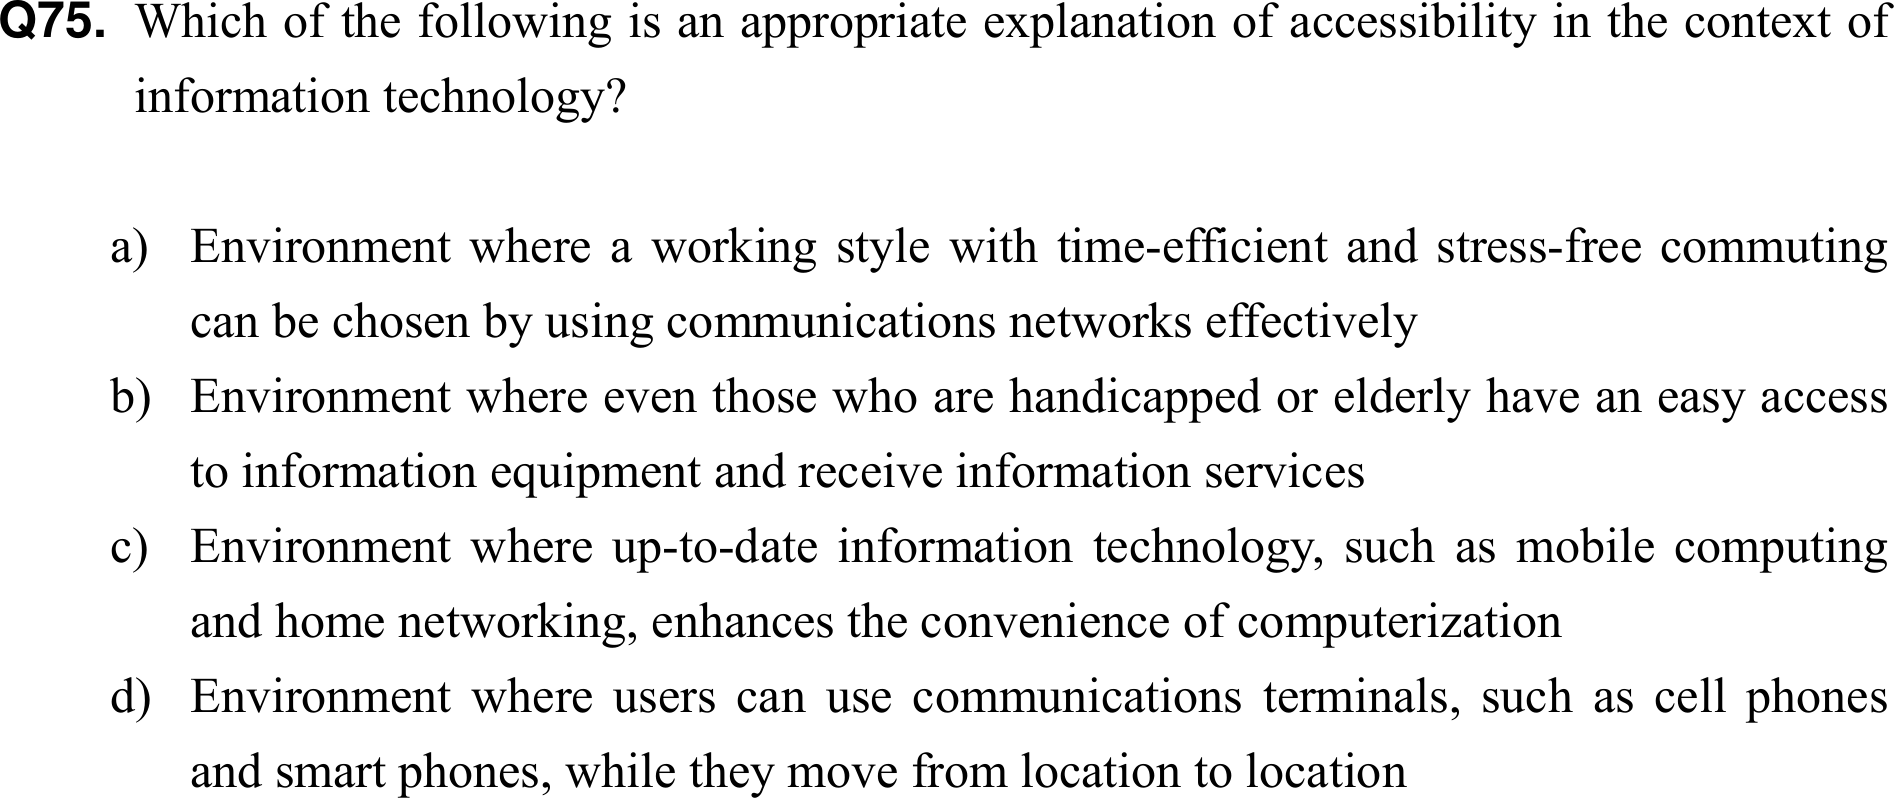 Q75. Which of the following is an appropriate explanation of accessibility in the context of
information technology?
a) Environment where a working style with time-efficient and stress-free commuting
can be chosen by using communications networks effectively
b) Environment where even those who are handicapped or elderly have an easy access
to information equipment and receive information services
c) Environment where up-to-date information technology, such as mobile computing
and home networking, enhances the convenience of computerization
d) Environment where users can use communications terminals, such as cell phones
and smart phones, while they move from location to location